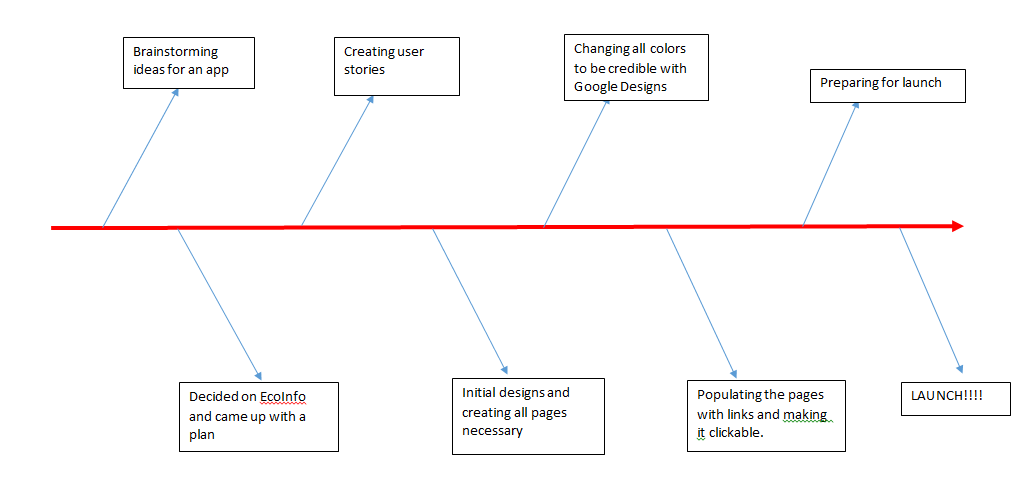 Brainstorming
ideas for an app
Creating user
stories
Changing all colors
to be credible with
Google Designs
Preparing for launch
Decided on EcoInfo
and came up with a
plan
Initial designs and
creating all pages
necessary
Populating the pages
with links and making
it clickable.
LAUNCH!!!!